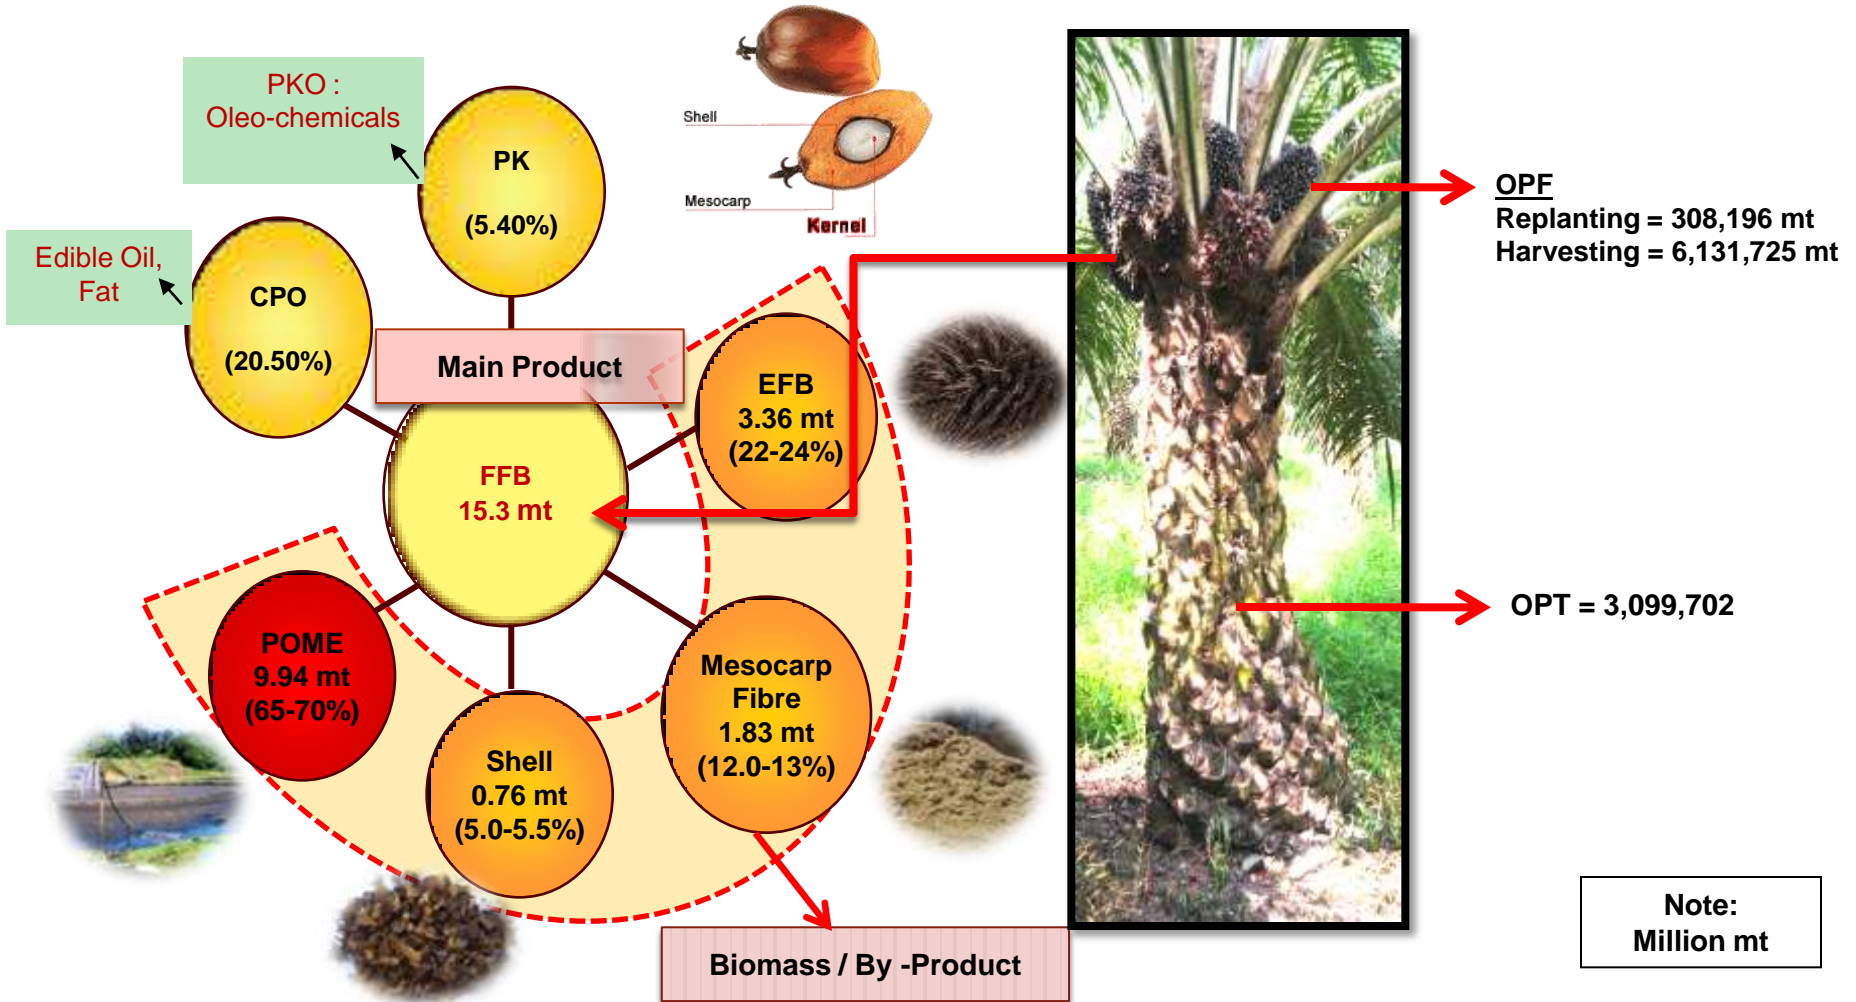 PKO :
Oleo-chemicals
PK
(5.40%)
Edible Oil,
Fat
CPO
(20.50%)
Main Product
Shell
Mesocarp
Kernel
EFB
3.36 mt
(22-24%)
FFB
15.3 mt
POME
9.94 mt
(65-70%)
Shell
0.76 mt
(5.0-5.5%)
Mesocarp
Fibre
1.83 mt
(12.0-13%)
Biomass / By -Product
OPF
Replanting = 308,196 mt
Harvesting = 6,131,725 mt
OPT = 3,099,702
Note:
Million mt